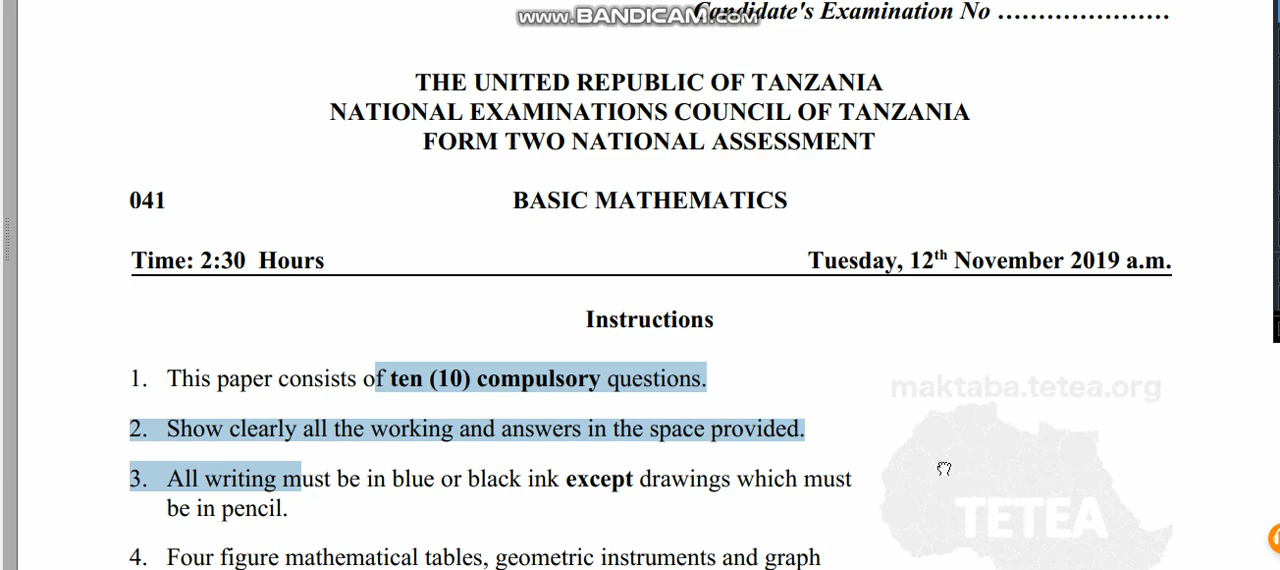 www.BANDICAM.com
Candidate's Examination No .....................
THE UNITED REPUBLIC OF TANZANIA
NATIONAL EXAMINATIONS COUNCIL OF TANZANIA
FORM TWO NATIONAL ASSESSMENT
041 BASIC MATHEMATICS
Time: 2:30 Hours Tuesday, 12th November 2019 a.m.
Instructions
1. This paper consists of ten (10) compulsory questions.
maktaba.tetea.org
2. Show clearly all the working and answers in the space provided.
3. All writing must be in blue or black ink except drawings which must
be in pencil.
TETEA
4. Four figure mathematical tables, geometric instruments and graph